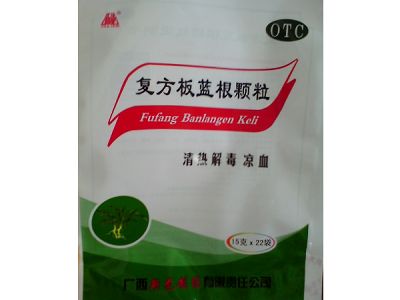 OTC
复方板蓝根颗粒
Fufang Banlangen Keli
清热解毒 凉血
15克×22袋
广西 有限责任公司